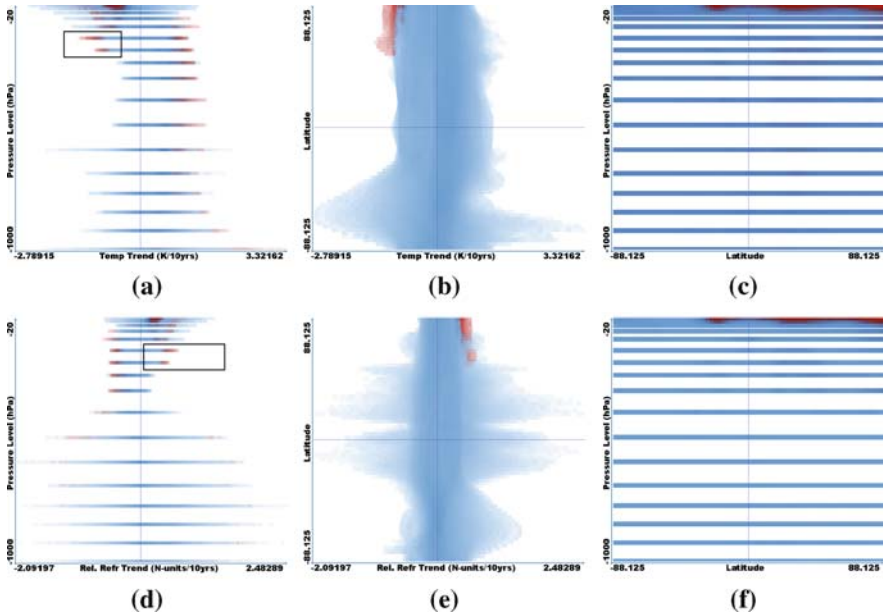 -20
Pressure Level (hPa)
-1000
-2.78915 Temp Trend (K/10yrs) 3.32162
(a)
88.125
Latitude
-88.125
-2.78915 Temp Trend (K/10yrs) 3.32162
(b)
-20
Pressure Level (hPa)
-1000
-88.125 Latitude 88.125
(c)
-20
Pressure Level (hPa)
-1000
-2.09197 Rel. Refr Trend (N-units/10yrs) 2.48289
(d)
88.125
Latitude
-88.125
-2.09197 Rel. Refr Trend (N-units/10yrs) 2.48289
(e)
-20
Pressure Level (hPa)
-1000
-88.125 Latitude 88.125
(f)